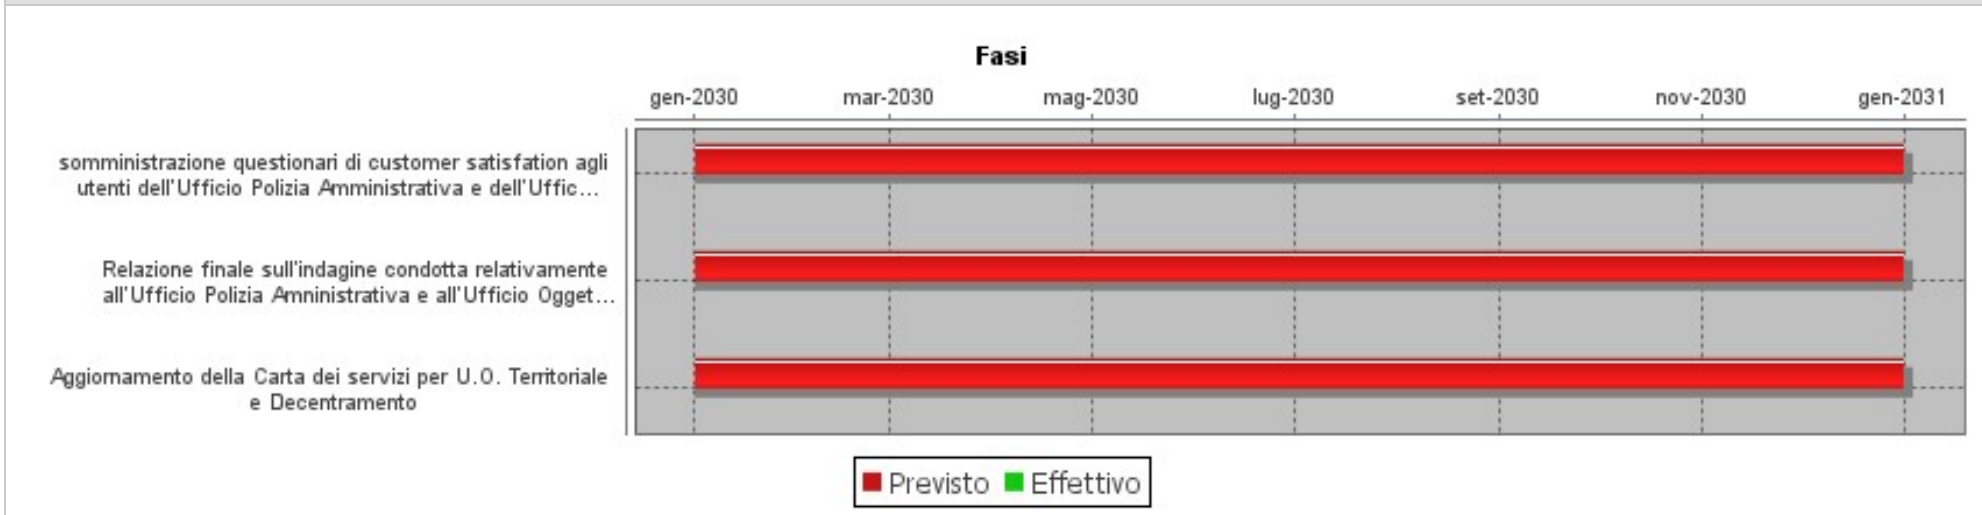 Fasi
gen-2030 mar-2030 mag-2030 lug-2030 set-2030 nov-2030 gen-2031
somministrazione questionari di customer satisfation agli
utenti dell'Ufficio Polizia Amministrativa e dell'Uffic...
Relazione finale sull'indagine condotta relativamente
all'Ufficio Polizia Amninistrativa e all'Ufficio Ogget...
Aggiornamento della Carta dei servizi per U.O. Territoriale
e Decentramento
Previsto Effettivo